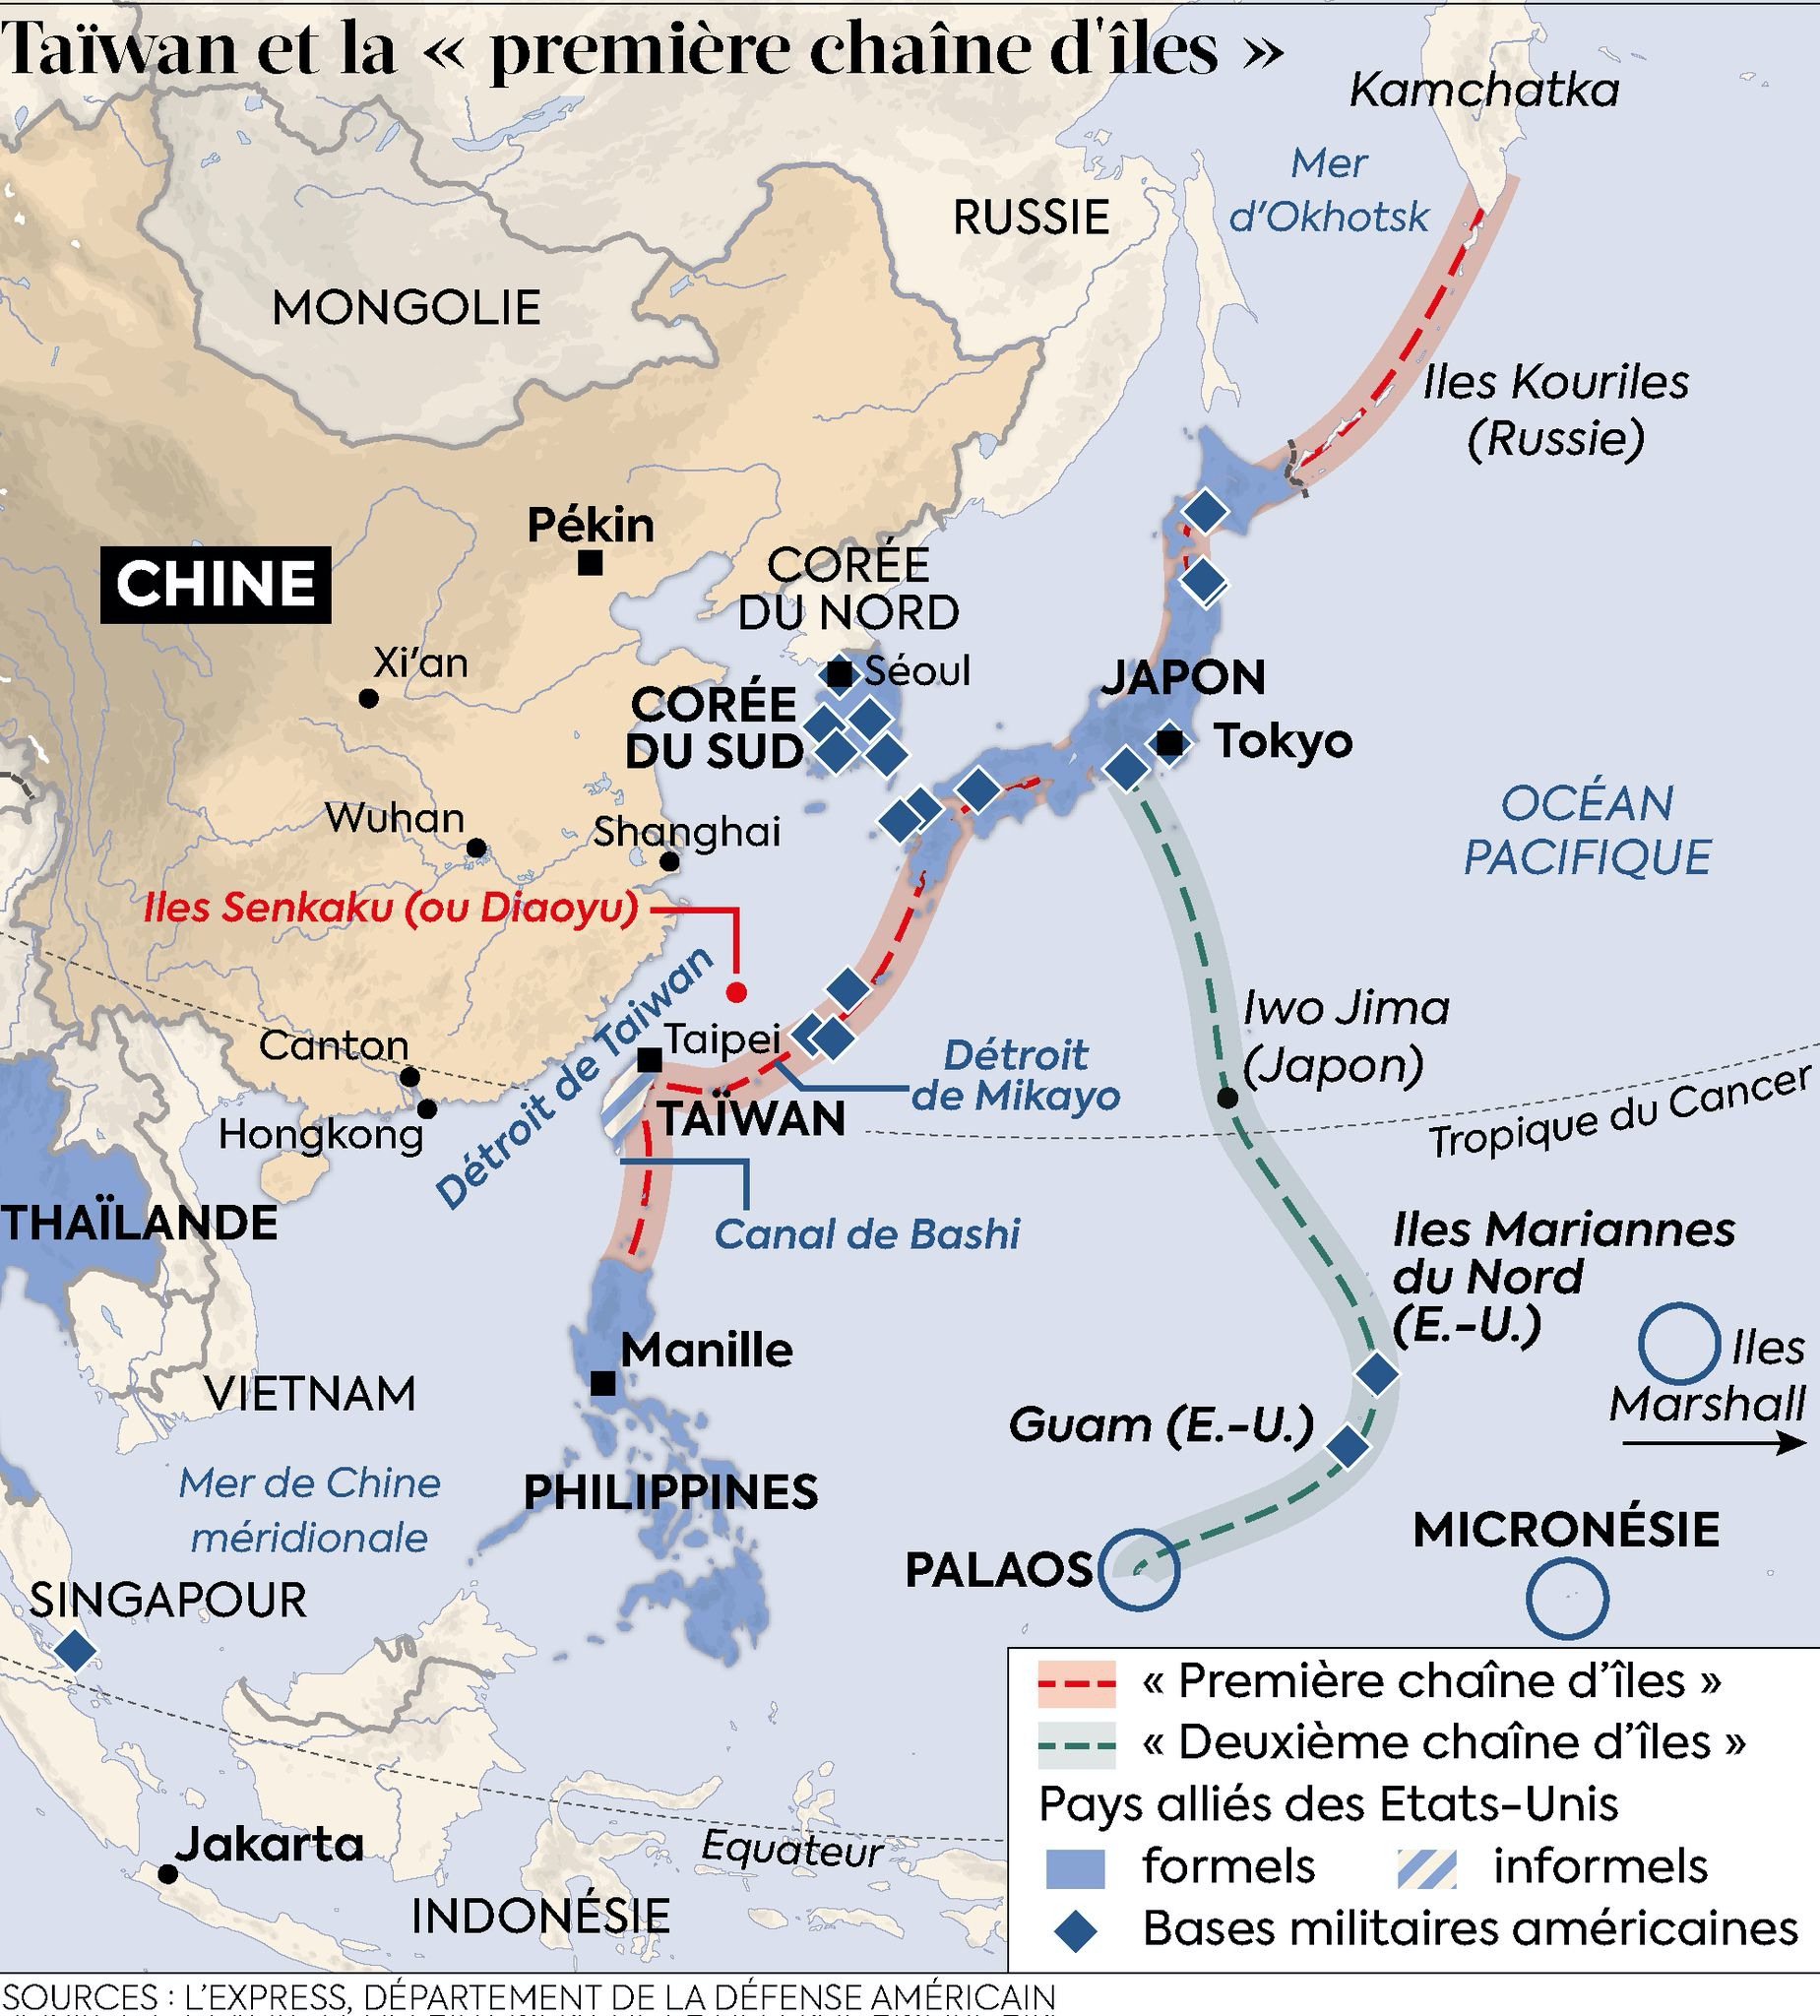 Taïwan et la « première chaîne d'îles »
Kamchatka
Mer
d'Okhotsk
RUSSIE
MONGOLIE
Iles Kouriles
(Russie)
Pékin
CHINE
CORÉE
DU NORD
Xi'an
Séoul
CORÉE
DU SUD
JAPON
Tokyo
OCÉAN
PACIFIQUE
Wuhan
Shanghai
Iles Senkaku (ou Diaoyu)
Détroit de Taiwan
Iwo Jima
(Japon)
Taipei
Canton
Détroit
de Mikayo
Hongkong
TAÏWAN
Tropique du Cancer
THAÏLANDE
Canal de Bashi
Iles Mariannes
du Nord
(E.-U.)
Manille
Iles
Marshall
VIETNAM
Guam (E.-U.)
Mer de Chine
méridionale
PHILIPPINES
MICRONÉSIE
PALAOS
SINGAPOUR
« Première chaîne d'îles »
« Deuxième chaîne d'îles »
Pays alliés des Etats-Unis
formels informels
Bases militaires américaines
Jakarta
Equateur
INDONÉSIE
SOURCES : L'EXPRESS, DÉPARTEMENT DE LA DÉFENSE AMÉRICAIN